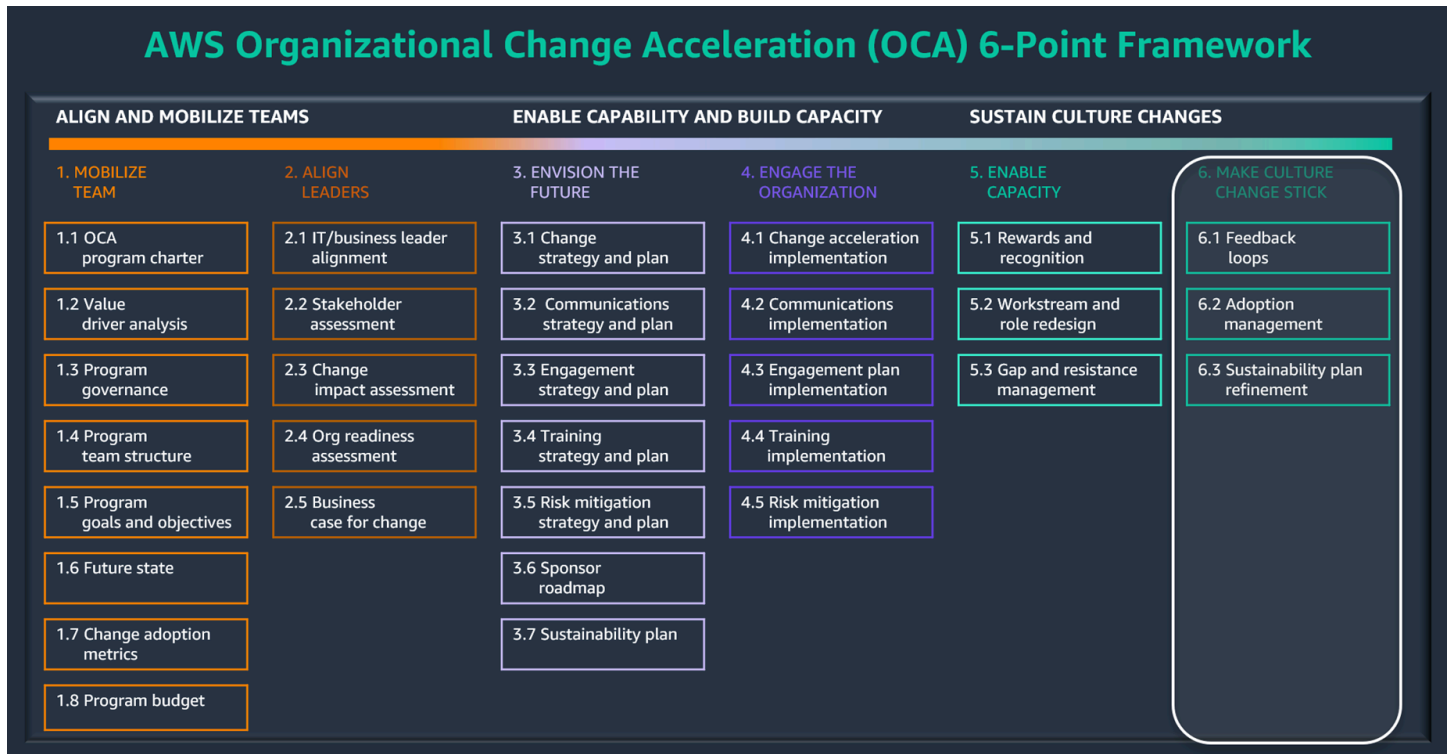 AWS Organizational Change Acceleration (OCA) 6-Point Framework
ALIGN AND MOBILIZE TEAMS
ENABLE CAPABILITY AND BUILD CAPACITY
SUSTAIN CULTURE CHANGES
1. MOBILIZE
TEAM
1.1 OCA
program charter
1.2 Value
driver analysis
1.3 Program
governance
1.4 Program
team structure
1.5 Program
goals and objectives
1.6 Future state
1.7 Change adoption
metrics
1.8 Program budget
2. ALIGN
LEADERS
2.1 IT/business leader
alignment
2.2 Stakeholder
assessment
2.3 Change
impact assessment
2.4 Org readiness
assessment
2.5 Business
case for change
3. ENVISION THE
FUTURE
3.1 Change
strategy and plan
3.2 Communications
strategy and plan
3.3 Engagement
strategy and plan
3.4 Training
strategy and plan
3.5 Risk mitigation
strategy and plan
3.6 Sponsor
roadmap
3.7 Sustainability plan
4. ENGAGE THE
ORGANIZATION
4.1 Change acceleration
implementation
4.2 Communications
implementation
4.3 Engagement plan
implementation
4.4 Training
implementation
4.5 Risk mitigation
implementation
5. ENABLE
CAPACITY
5.1 Rewards and
recognition
5.2 Workstream and
role redesign
5.3 Gap and resistance
management
6. MAKE CULTURE
CHANGE STICK
6.1 Feedback
loops
6.2 Adoption
management
6.3 Sustainability plan
refinement